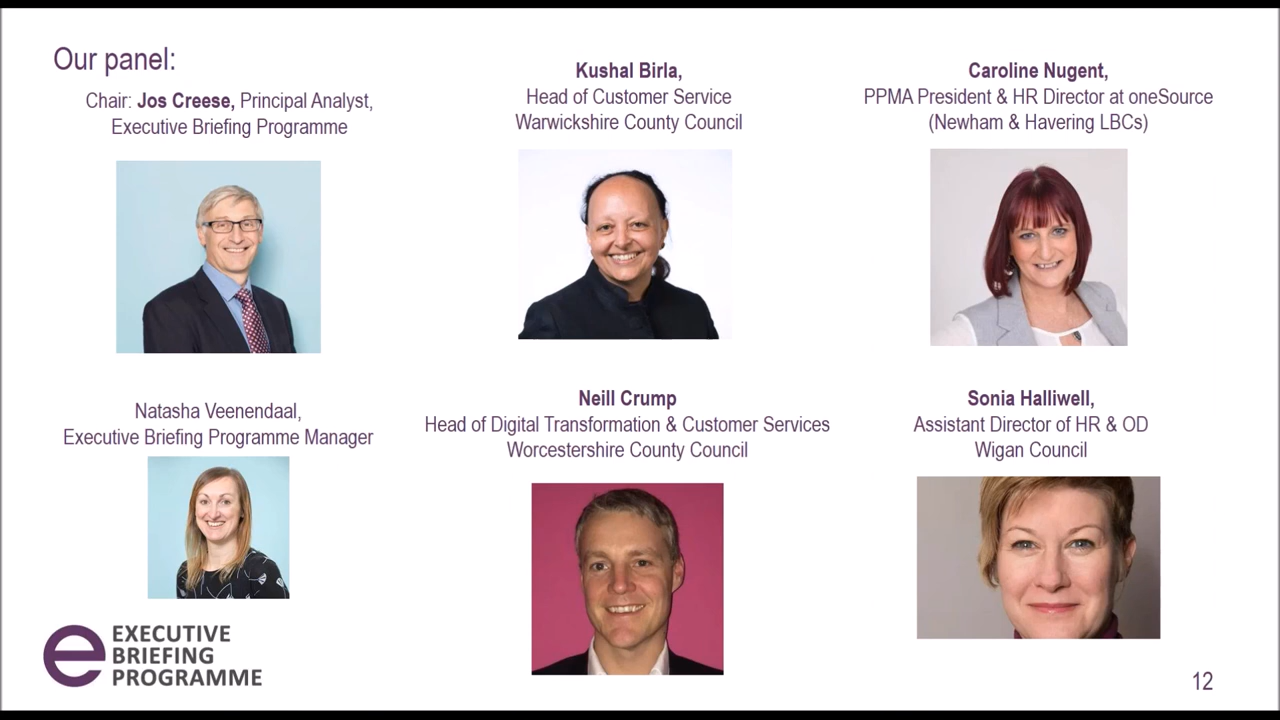 Our panel:
Chair: Jos Creese, Principal Analyst,
Executive Briefing Programme
Kushal Birla,
Head of Customer Service
Warwickshire County Council
Caroline Nugent,
PPMA President & HR Director at oneSource
(Newham & Havering LBCs)
Natasha Veenendaal,
Executive Briefing Programme Manager
Neill Crump
Head of Digital Transformation & Customer Services
Worcestershire County Council
Sonia Halliwell,
Assistant Director of HR & OD
Wigan Council
e EXECUTIVE
BRIEFING
PROGRAMME
12